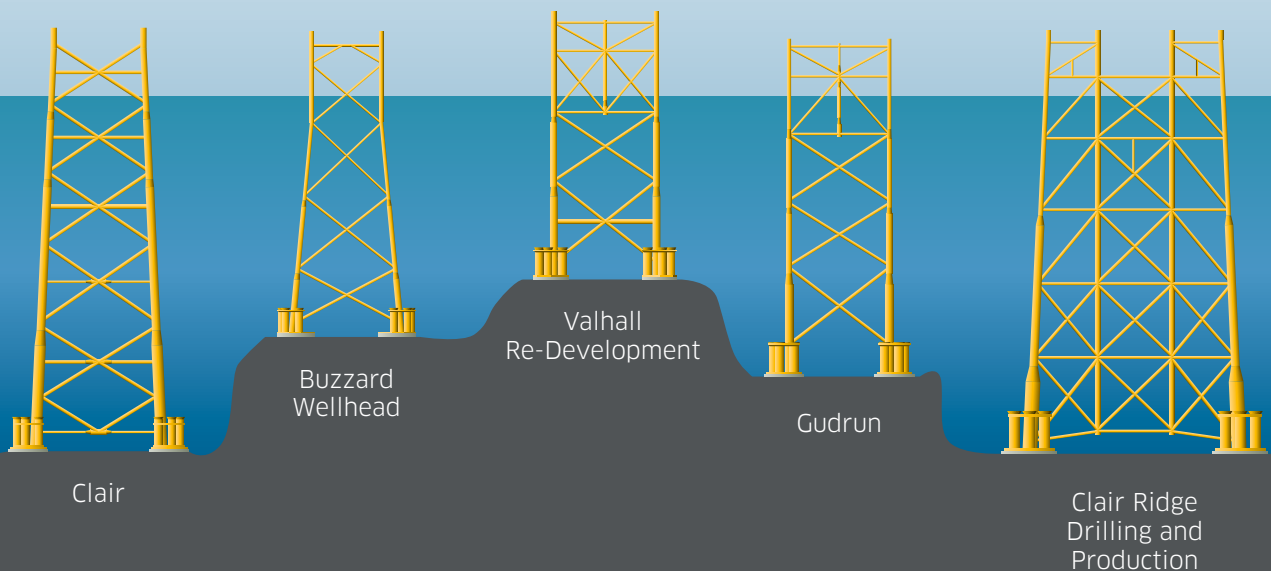 Clair
Buzzard
Wellhead
Valhall
Re-Development
Gudrun
Clair Ridge
Drilling and
Production